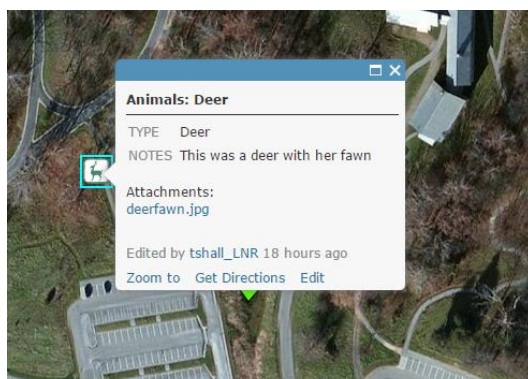 Animals: Deer
TYPE Deer
NOTES This was a deer with her fawn
Attachments:
deerfawn.jpg
Edited by tshall_LNR 18 hours ago
Zoom to Get Directions Edit